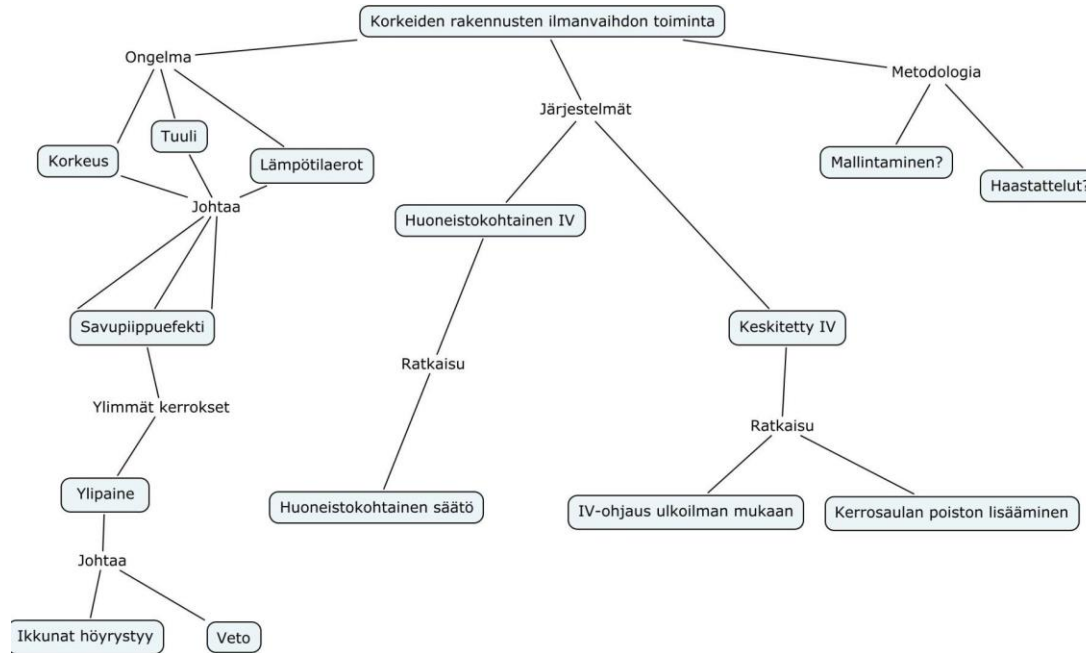 Korkeiden rakennusten ilmanvaihdon toiminta
Ongelma
Metodologia
Järjestelmät
Tuuli
Korkeus
Lämpötilaerot
Mallintaminen?
Haastattelut?
Johtaa
Huoneistokohtainen IV
Savupiippuefekti
Keskitetty IV
Ratkaisu
Ylimmät kerrokset
Ratkaisu
Ylipaine
Huoneistokohtainen säätö
IV-ohjaus ulkoilman mukaan
Kerrosaulan poiston lisääminen
Johtaa
Ikkunat höyrystyy
Veto